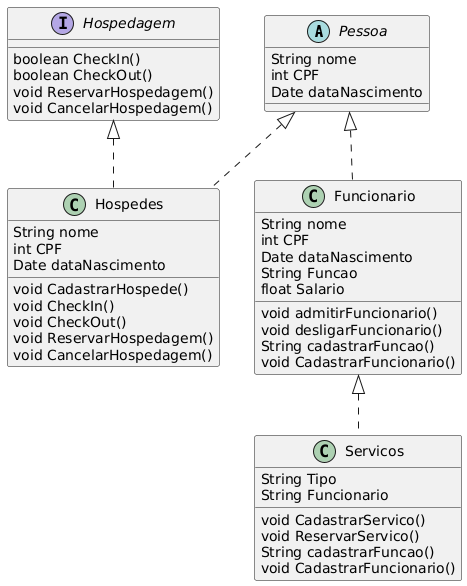 I Hospedagem
boolean CheckIn()
boolean CheckOut()
void ReservarHospedagem()
void CancelarHospedagem()
A Pessoa
String nome
int CPF
Date dataNascimento
C Hospedes
String nome
int CPF
Date dataNascimento
void CadastrarHospede()
void CheckIn()
void CheckOut()
void ReservarHospedagem()
void CancelarHospedagem()
C Funcionario
String nome
int CPF
Date dataNascimento
String Funcao
float Salario
void admitirFuncionario()
void desligarFuncionario()
String cadastrarFuncao()
void CadastrarFuncionario()
C Servicos
String Tipo
String Funcionario
void CadastrarServico()
void ReservarServico()
String cadastrarFuncao()
void CadastrarFuncionario()